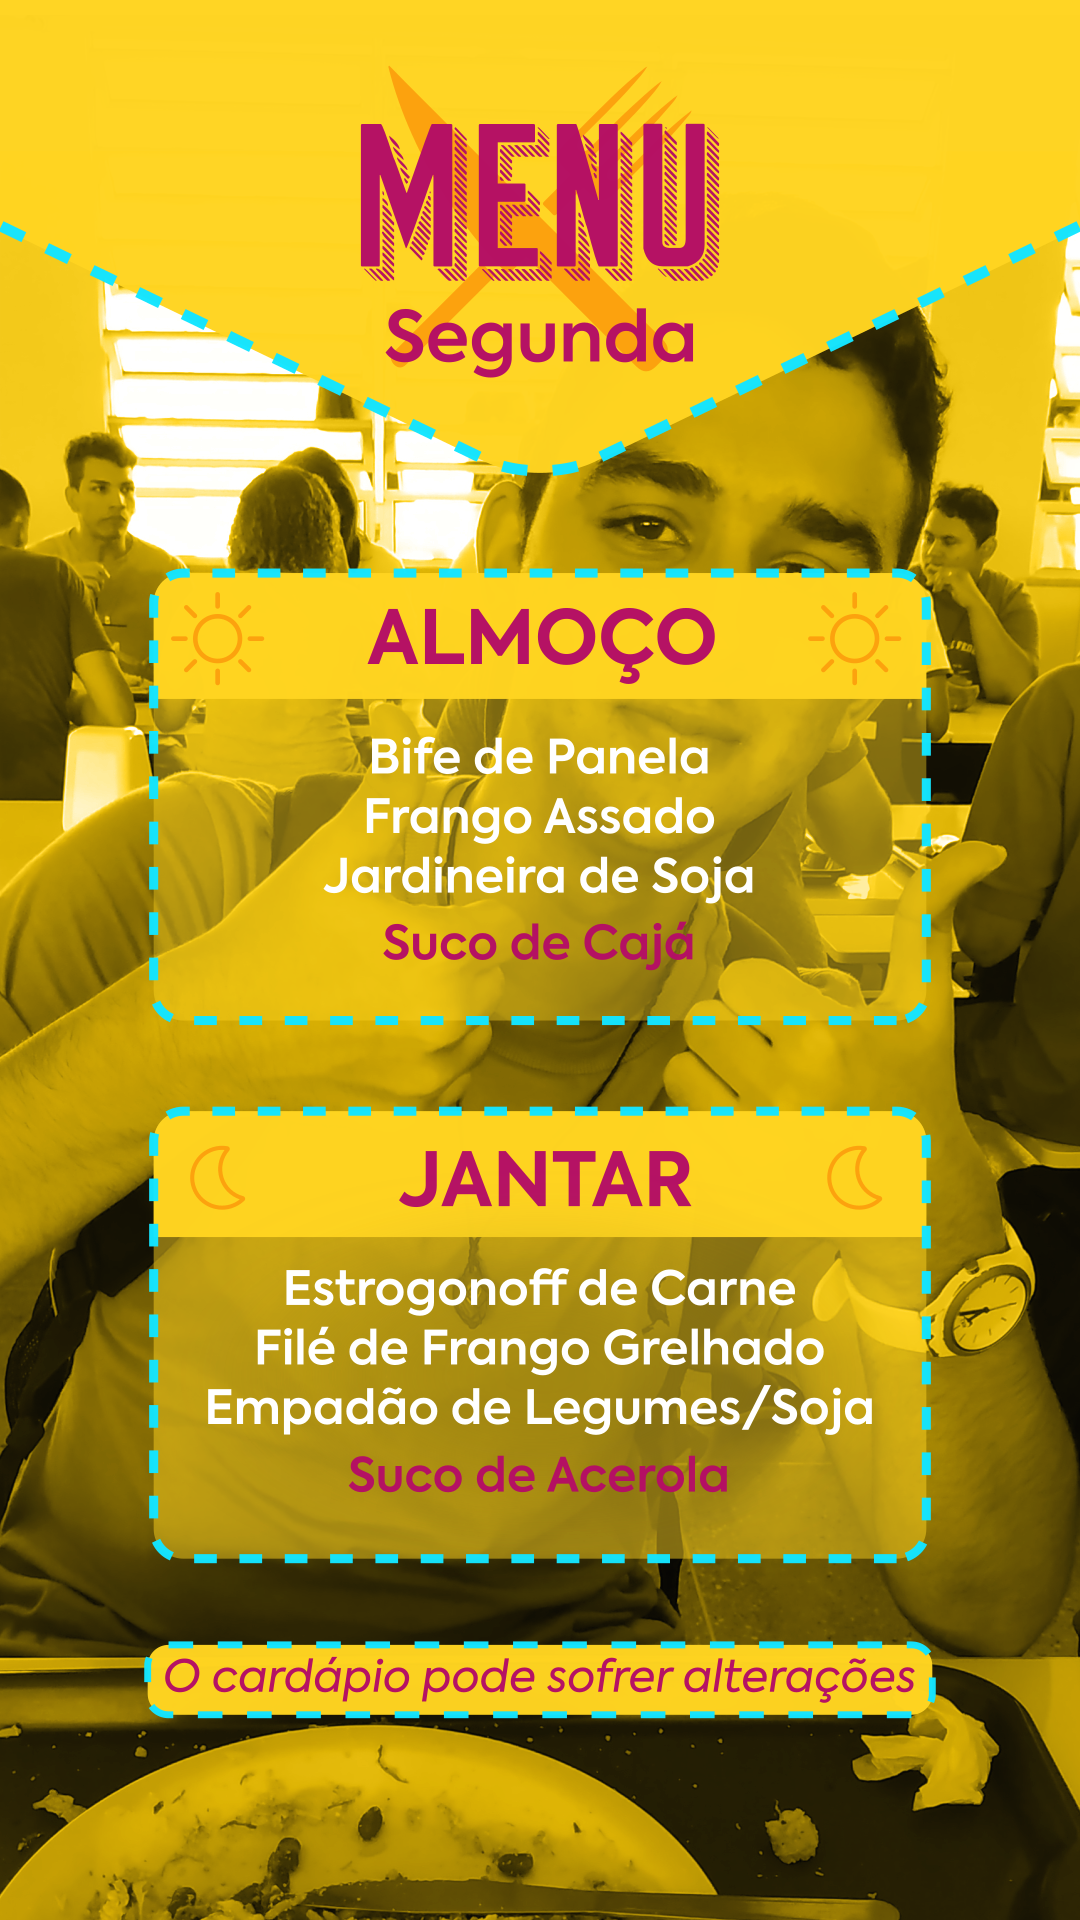 MENU
Segunda
ALMOÇO
Bife de Panela
Frango Assado
Jardineira de Soja
Suco de Cajá
JANTAR
Estrogonoff de Carne
Filé de Frango Grelhado
Empadão de Legumes/Soja
Suco de Acerola
O cardápio pode sofrer alterações